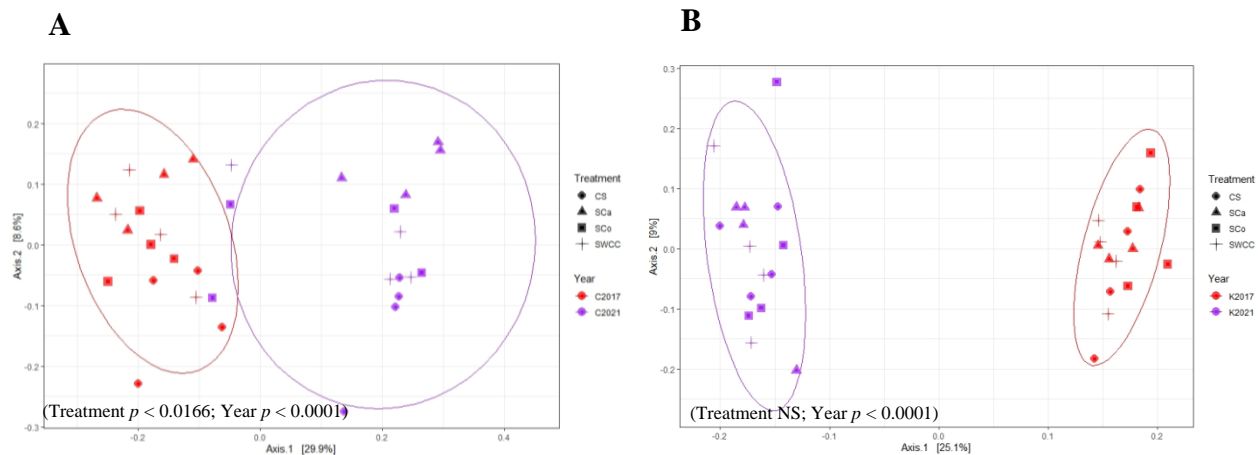 A
B
0.2
0.1
0.0
-0.1
-0.2
-0.3
Axis.2 [8.6%]
-0.2
0.0
0.2
0.4
Axis.1 [29.9%]
(Treatment p < 0.0166; Year p < 0.0001)
Treatment
CS
SCa
SCo
SWCC
Year
C2017
C2021
0.3
0.2
0.1
0.0
-0.1
-0.2
Axis.2 [9%]
-0.2
-0.1
0.0
0.1
0.2
Axis.1 [25.1%]
(Treatment NS; Year p < 0.0001)
Treatment
CS
SCa
SCo
SWCC
Year
K2017
K2021